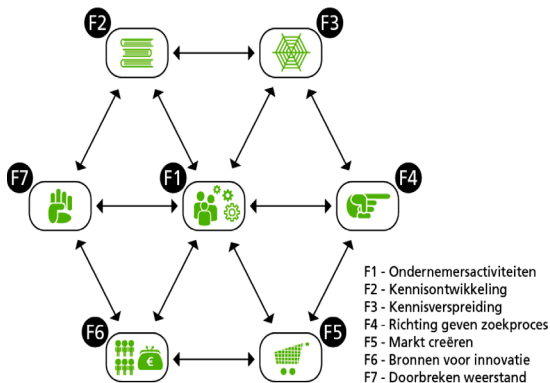 F2
F3
F7
F1
F4
F6
€
F5
F1 - Ondernemersactiviteiten
F2 - Kennisontwikkeling
F3 - Kennisverspreiding
F4 - Richting geven zoekproces
F5 - Markt creëren
F6 - Bronnen voor innovatie
F7 - Doorbreken weerstand